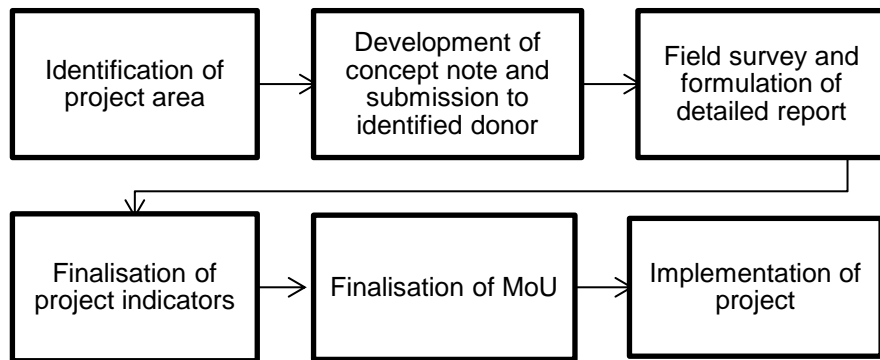 Identification of
project area
Development of
concept note and
submission to
identified donor
Field survey and
formulation of
detailed report
Finalisation of
project indicators
Finalisation of MoU
Implementation of
project